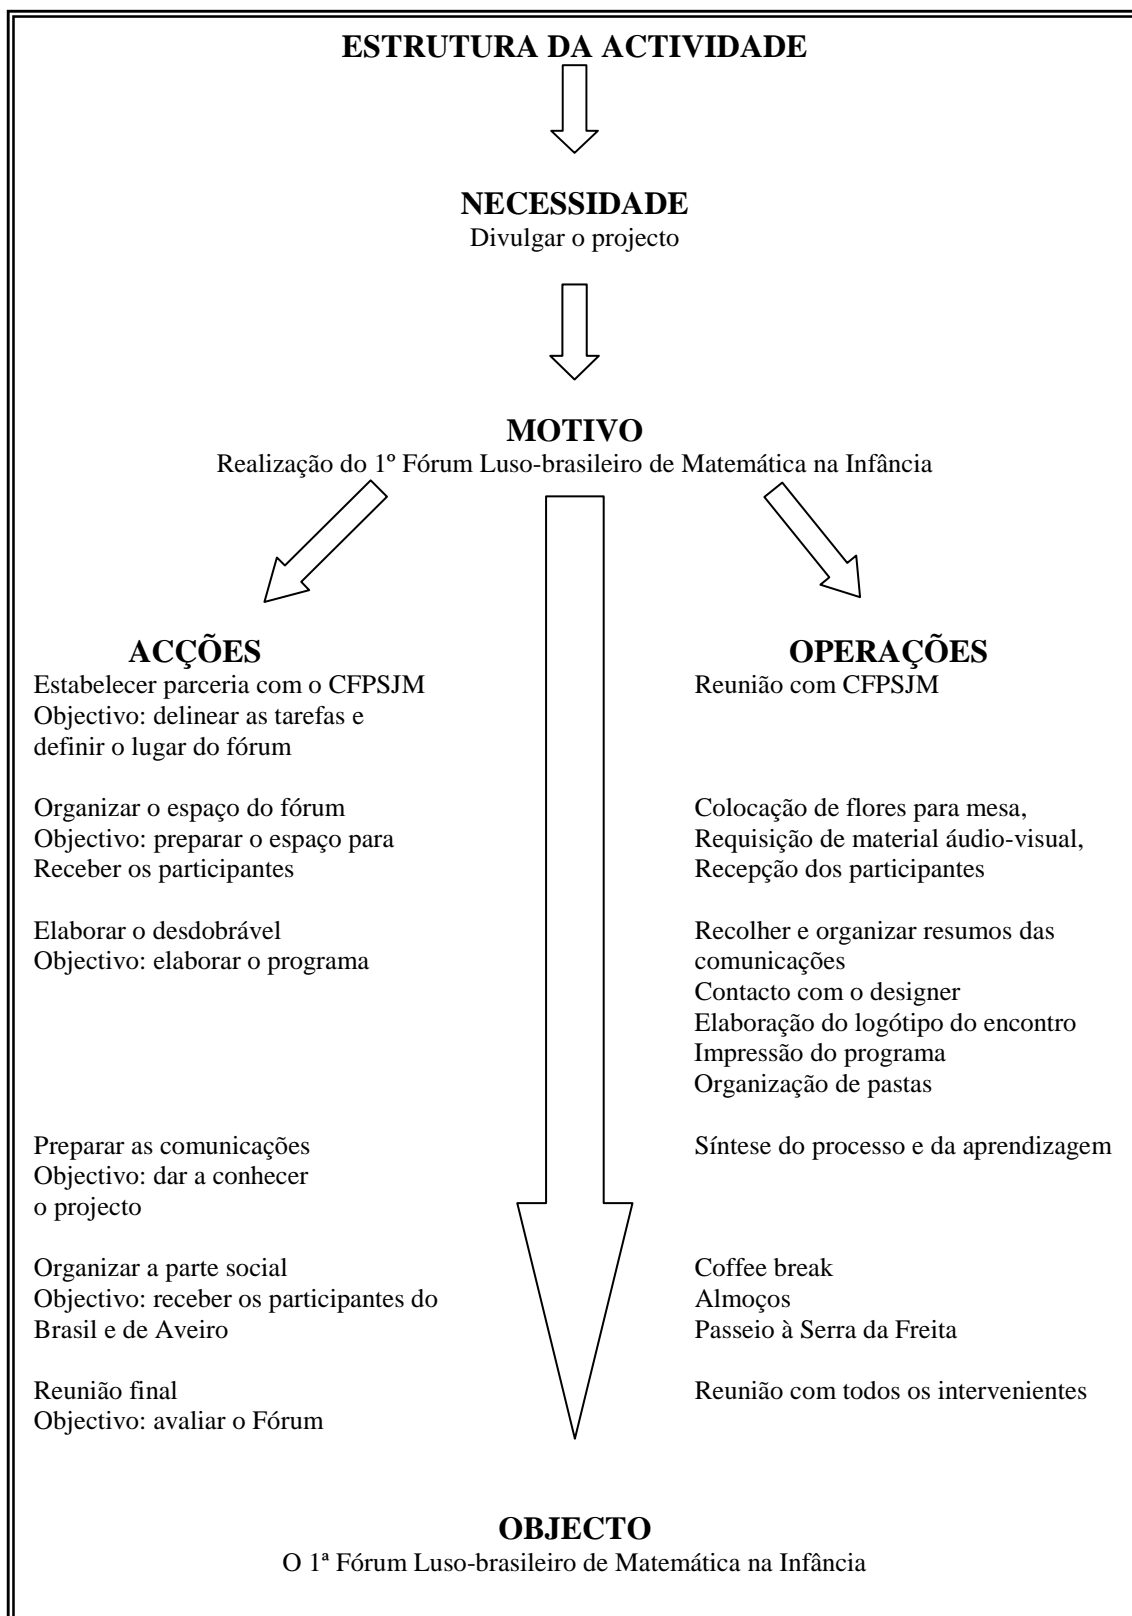 ESTRUTURA DA ACTIVIDADE
NECESSIDADE
Divulgar o projecto
MOTIVO
Realização do 1º Fórum Luso-brasileiro de Matemática na Infância
ACÇÕES
Estabelecer parceria com o CFPSJM
Objectivo: delinear as tarefas e
definir o lugar do fórum
Organizar o espaço do fórum
Objectivo: preparar o espaço para
Receber os participantes
Elaborar o desdobrável
Objectivo: elaborar o programa
Preparar as comunicações
Objectivo: dar a conhecer
o projecto
Organizar a parte social
Objectivo: receber os participantes do
Brasil e de Aveiro
Reunião final
Objectivo: avaliar o Fórum
OPERAÇÕES
Reunião com CFPSJM
Colocação de flores para mesa,
Requisição de material áudio-visual,
Recepção dos participantes
Recolher e organizar resumos das
comunicações
Contacto com o designer
Elaboração do logótipo do encontro
Impressão do programa
Organização de pastas
Síntese do processo e da aprendizagem
Coffee break
Almoços
Passeio à Serra da Freita
Reunião com todos os intervenientes
OBJECTO
O 1ª Fórum Luso-brasileiro de Matemática na Infância